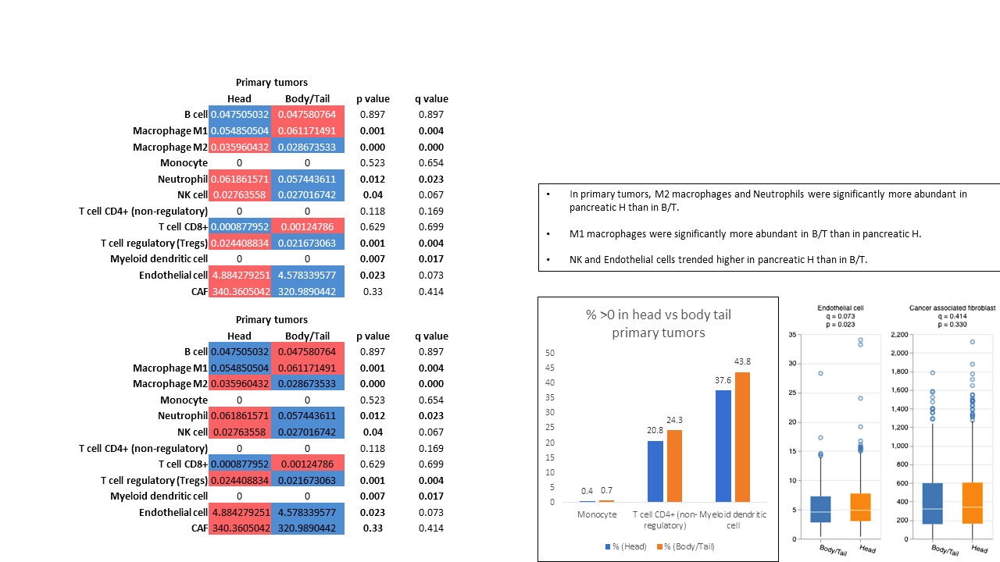 Primary tumors
Head Body/Tail p value q value
B cell 0.047505032 0.047580764 0.897 0.897
Macrophage M1 0.054850504 0.061171491 0.001 0.004
Macrophage M2 0.035960432 0.028673533 0.000 0.000
Monocyte 0 0 0.523 0.654
Neutrophil 0.061861571 0.057443611 0.012 0.023
NK cell 0.02763558 0.027016742 0.04 0.067
T cell CD4+ (non-regulatory) 0 0 0.118 0.169
T cell CD8+ 0.000877952 0.00124786 0.629 0.699
T cell regulatory (Tregs) 0.024408834 0.021673063 0.001 0.004
Myeloid dendritic cell 0 0 0.007 0.017
Endothelial cell 4.884279251 4.578339577 0.023 0.073
CAF 340.3605042 320.9890442 0.33 0.414
Primary tumors
Head Body/Tail p value q value
B cell 0.047505032 0.047580764 0.897 0.897
Macrophage M1 0.054850504 0.061171491 0.001 0.004
Macrophage M2 0.035960432 0.028673533 0.000 0.000
Monocyte 0 0 0.523 0.654
Neutrophil 0.061861571 0.057443611 0.012 0.023
NK cell 0.02763558 0.027016742 0.04 0.067
T cell CD4+ (non-regulatory) 0 0 0.118 0.169
T cell CD8+ 0.000877952 0.00124786 0.629 0.699
T cell regulatory (Tregs) 0.024408834 0.021673063 0.001 0.004
Myeloid dendritic cell 0 0 0.007 0.017
Endothelial cell 4.884279251 4.578339577 0.023 0.073
CAF 340.3605042 320.9890442 0.33 0.414
• In primary tumors, M2 macrophages and Neutrophils were significantly more abundant in
pancreatic H than in B/T.
• M1 macrophages were significantly more abundant in B/T than in pancreatic H.
• NK and Endothelial cells trended higher in pancreatic H than in B/T.
% >0 in head vs body tail
primary tumors
50
45
40
35
30
25
20
15
10
5
0
0.4 0.7
20.8 24.3
37.6 43.8
Monocyte T cell CD4+ (non- Myeloid dendritic
regulatory) cell
% (Head) % (Body/Tail)
Endothelial cell
q = 0.073
p = 0.023
35
30
25
20
15
10
5
0
Body/Tail Head
Cancer associated fibroblast
q = 0.414
p = 0.330
2,200
2,000
1,800
1,600
1,400
1,200
1,000
800
600
400
200
0
Body/Tail Head